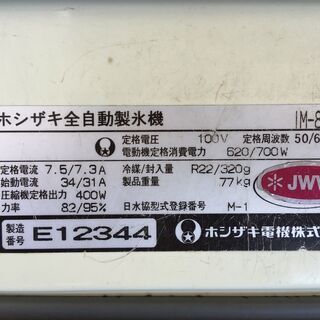 ホシザキ全自動製氷機 IM-8
定格電圧 100V 定格周波数 50/6
電動機定格消費電力 620/700W
定格電流 7.5/7.3A 冷媒/封入量 R22/320g
始動電流 34/31A 製品重量 77kg
圧縮機定格出力 400W
力率 82/95% 日水協型式登録番号 M-1
JWW
製造番号 E12344 ホシザキ電機株式